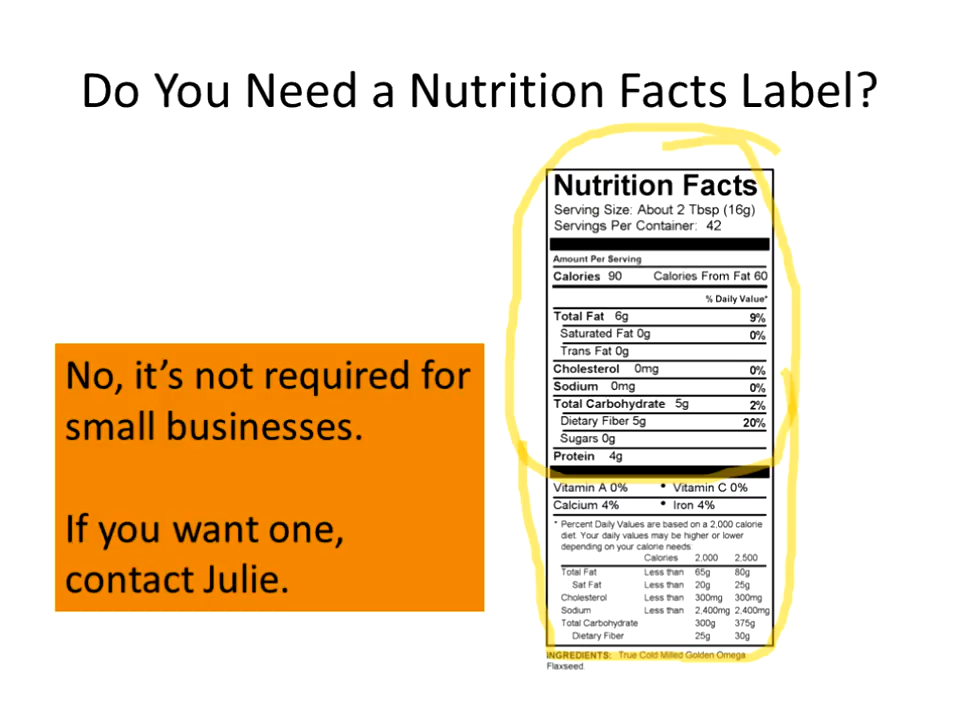 Do You Need a Nutrition Facts Label?
No, it's not required for
small businesses.
If you want one,
contact Julie.
Nutrition Facts
Serving Size: About 2 Tbsp (16g)
Servings Per Container: 42
Amount Per Serving
Calories 90 Calories From Fat 60
% Daily Value*
Total Fat 6g 9%
Saturated Fat 0g 0%
Trans Fat 0g
Cholesterol 0mg 0%
Sodium 0mg 0%
Total Carbohydrate 5g 2%
Dietary Fiber 5g 20%
Sugars 0g
Protein 4g
Vitamin A 0% • Vitamin C 0%
Calcium 4% • Iron 4%
* Percent Daily Values are based on a 2,000 calorie
diet. Your daily values may be higher or lower
depending on your calorie needs:
Calories 2,000 2,500
Total Fat Less than 65g 80g
Sat Fat Less than 20g 25g
Cholesterol Less than 300mg 300mg
Sodium Less than 2,400mg 2,400mg
Total Carbohydrate 300g 375g
Dietary Fiber 25g 30g
INGREDIENTS: True Cold Milled Golden Omega
Flaxseed.